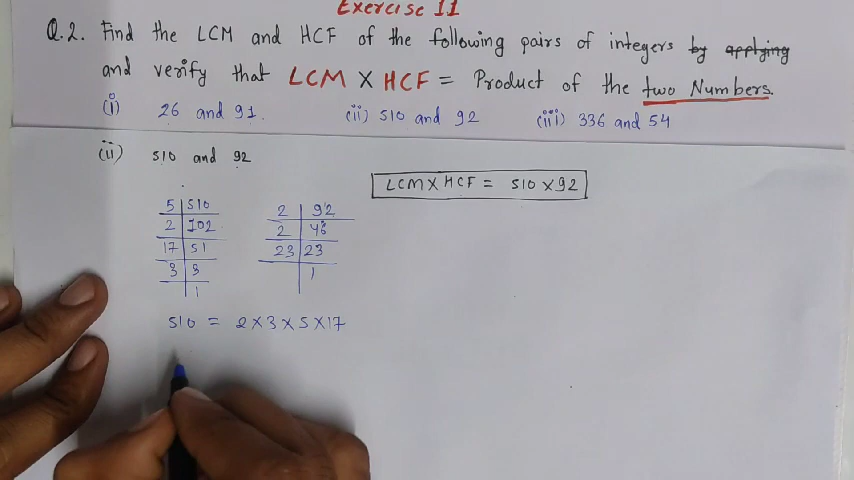 Exercise 11
Q.2. Find the LCM and HCF of the following pairs of integers by applying
and verify that LCM X HCF = Product of the two Numbers.
(i) 26 and 91. (ii) 510 and 92 (iii) 336 and 54
(ii) 510 and 92
LCM X HCF = 510 X 92
5 | 510
2 | 102
17 | 51
3 | 3
1
2 | 92
2 | 46
23 | 23
1
510 = 2 X 3 X 5 X 17